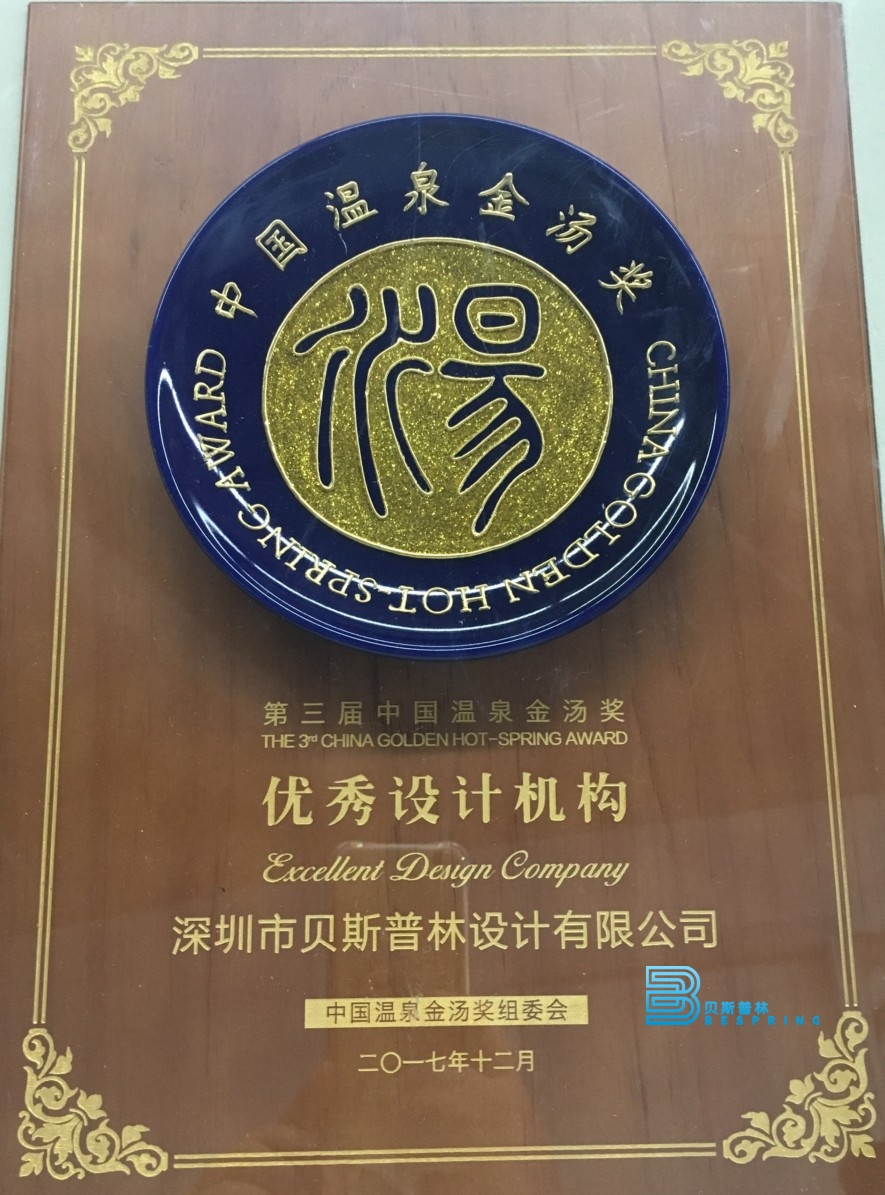 中国温泉金汤奖
CHINA GOLDEN HOT-SPRING AWARD
湯
第三届中国温泉金汤奖
THE 3rd CHINA GOLDEN HOT-SPRING AWARD
优秀设计机构
Excellent Design Company
深圳市贝斯普林设计有限公司
贝斯普林
BESPRING
中国温泉金汤奖组委会
二〇一七年十二月